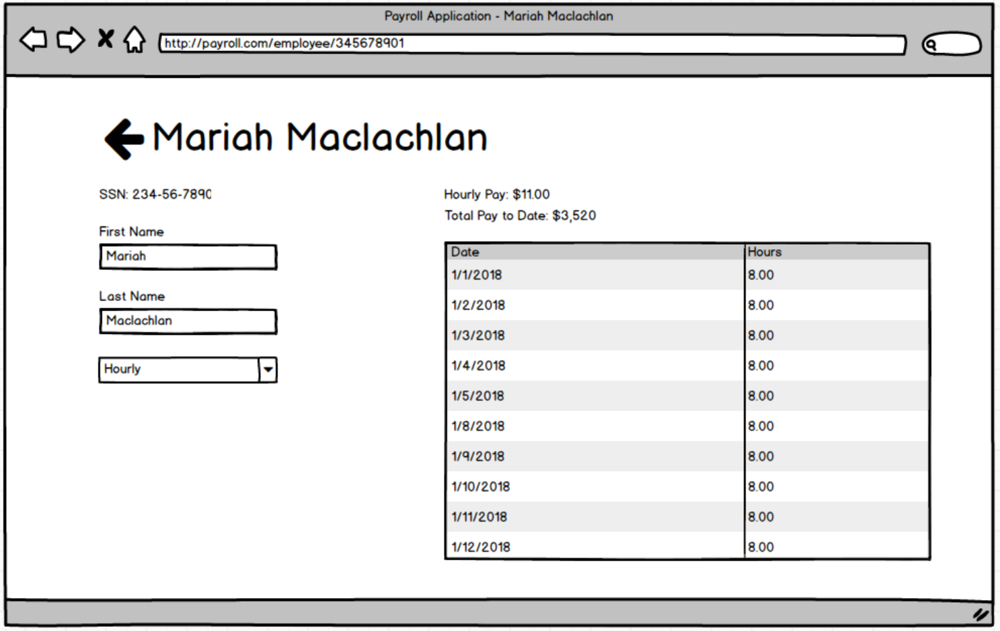 Payroll Application - Mariah Maclachlan
http://payroll.com/employee/345678901
Mariah Maclachlan
SSN: 234-56-7890
Hourly Pay: $11.00
Total Pay to Date: $3,520
First Name
Mariah
Last Name
Maclachlan
Hourly
Date Hours
1/1/2018 8.00
1/2/2018 8.00
1/3/2018 8.00
1/4/2018 8.00
1/5/2018 8.00
1/8/2018 8.00
1/9/2018 8.00
1/10/2018 8.00
1/11/2018 8.00
1/12/2018 8.00